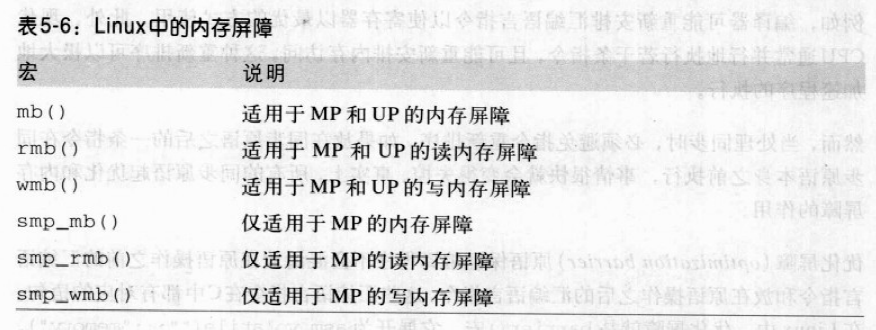 表5-6：Linux中的内存屏障
宏 说明
mb() 适用于 MP 和 UP 的内存屏障
rmb() 适用于 MP 和 UP 的读内存屏障
wmb() 适用于 MP 和 UP 的写内存屏障
smp_mb() 仅适用于 MP 的内存屏障
smp_rmb() 仅适用于 MP 的读内存屏障
smp_wmb() 仅适用于 MP 的写内存屏障